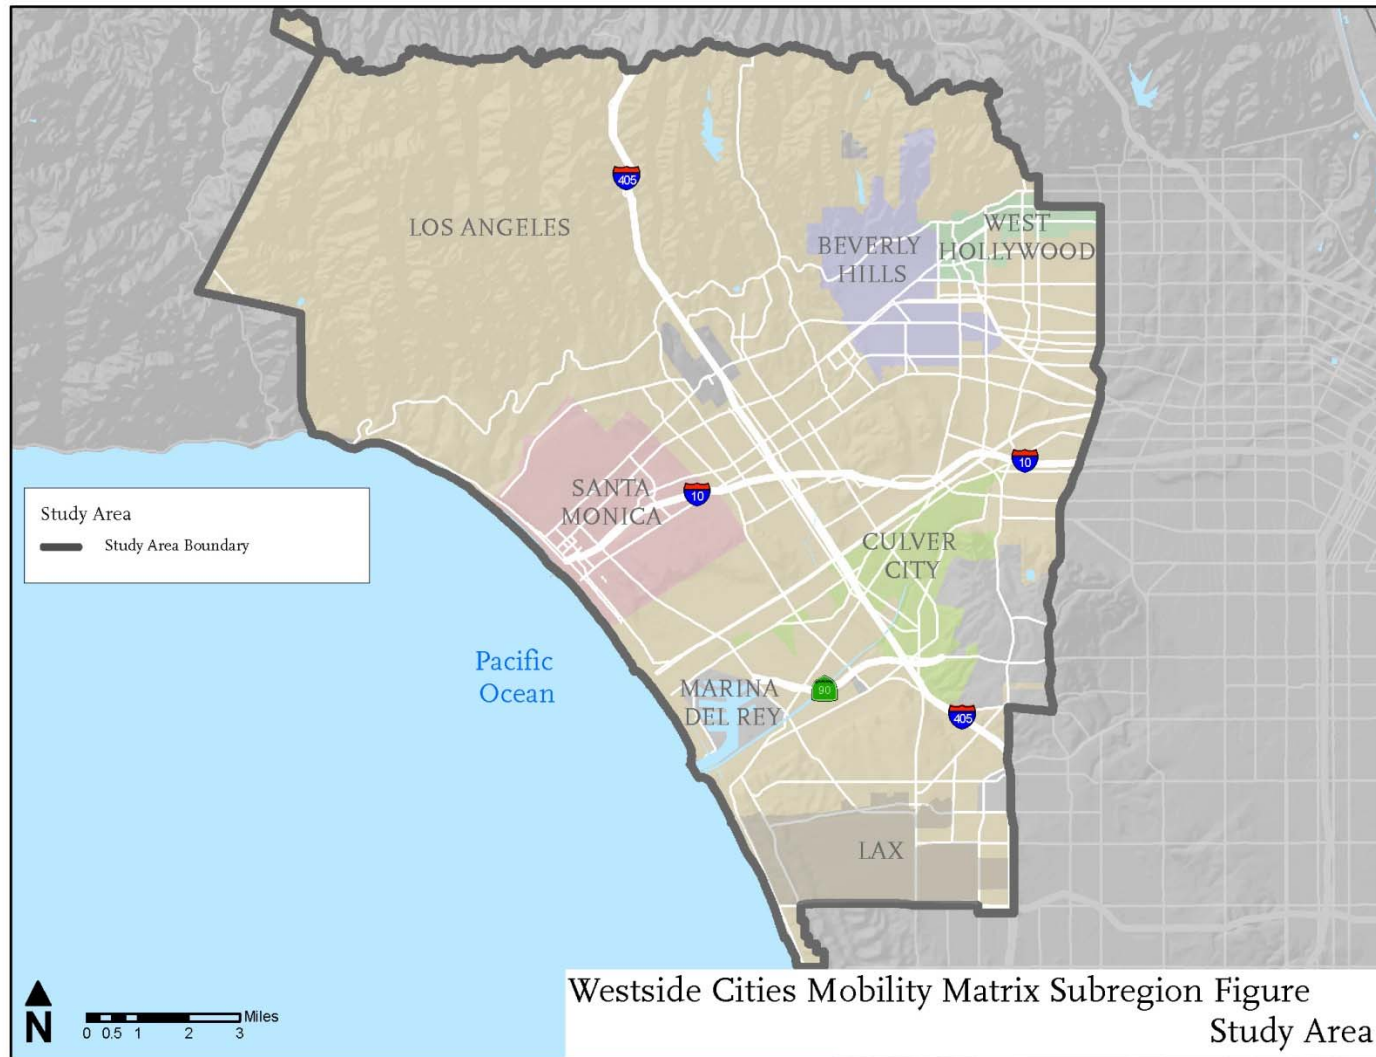 405
LOS ANGELES
WEST
HOLLYWOOD
BEVERLY
HILLS
10
SANTA
MONICA
10
Study Area
Study Area Boundary
CULVER
CITY
Pacific
Ocean
MARINA
DEL REY
90
405
LAX
Westside Cities Mobility Matrix Subregion Figure
Study Area
N
Miles
0 0.5 1 2 3